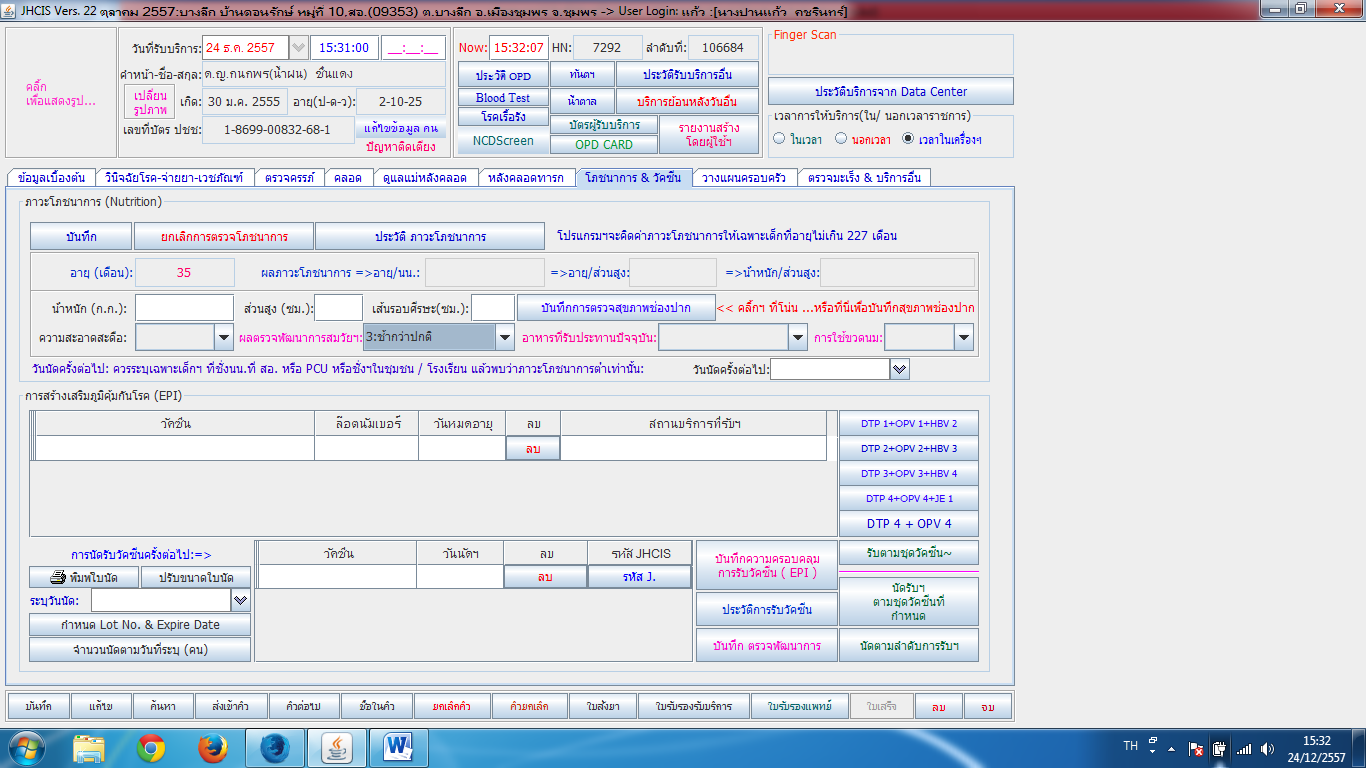 JHCIS Vers. 22 ตุลาคม 2557:บางลึก บ้านดอนรักษ์ หมู่ที่ 10,สอ.(09353) ต.บางลึก อ.เมืองชุมพร จ.ชุมพร -> User Login: แก้ว :[นางปานแก้ว คชรินทร์]
คลิ๊ก
เพื่อแสดงรูป...
วันที่รับบริการ: 24 ธ.ค. 2557 15:31:00 __:__:__
คำหน้า-ชื่อ-สกุล: ด.ญ.กนกพร(น้ำฝน) ชื่นแดง
เปลี่ยน
รูปภาพ
เกิด: 30 ม.ค. 2555 อายุ(ปี-ด-ว): 2-10-25
เลขที่บัตร ปชช: 1-8699-00832-68-1 แก้ไขข้อมูล คน
ปัญหาติดเตียง
Now: 15:32:07 HN: 7292 ลำดับที่: 106684
ประวัติ OPD ทันตฯ ประวัติรับบริการอื่น
Blood Test น้ำตาล บริการย้อนหลังวันอื่น
โรคเรื้อรัง บัตรผู้รับบริการ รายงานสร้าง
โดยผู้ใช้ฯ
NCDScreen OPD CARD
Finger Scan
ประวัติบริการจาก Data Center
เวลาการให้บริการ(ใน/ นอกเวลาราชการ)
ในเวลา นอกเวลา เวลาในเครื่องฯ
ข้อมูลเบื้องต้น วินิจฉัยโรค-จ่ายยา-เวชภัณฑ์ ตรวจครรภ์ คลอด ดูแลแม่หลังคลอด หลังคลอดทารก โภชนาการ & วัคซีน วางแผนครอบครัว ตรวจมะเร็ง & บริการอื่น
ภาวะโภชนาการ (Nutrition)
บันทึก ยกเลิกการตรวจโภชนาการ ประวัติ ภาวะโภชนาการ โปรแกรมฯจะคิดค่าภาวะโภชนาการให้เฉพาะเด็กที่อายุไม่เกิน 227 เดือน
อายุ (เดือน): 35 ผลภาวะโภชนาการ =>อายุ/นน.: =>อายุ/ส่วนสูง: =>น้ำหนัก/ส่วนสูง:
น้ำหนัก (ก.ก.): ส่วนสูง (ซม.): เส้นรอบศีรษะ(ซม.): บันทึกการตรวจสุขภาพช่องปาก << คลิ๊กฯ ที่โน่น ...หรือที่นี่เพื่อบันทึกสุขภาพช่องปาก
ความสะอาดสะดือ: ผลตรวจพัฒนาการสมวัยฯ: 3:ช้ากว่าปกติ อาหารที่รับประทานปัจจุบัน: การใช้ขวดนม:
วันนัดครั้งต่อไป: ควรระบุเฉพาะเด็กๆ ที่ชั่งนน.ที่ สอ. หรือ PCU หรือชั่งฯในชุมชน / โรงเรียน แล้วพบว่าภาวะโภชนาการต่ำเท่านั้น: วันนัดครั้งต่อไป:
การสร้างเสริมภูมิคุ้มกันโรค (EPI)
วัคซีน ล๊อตนัมเบอร์ วันหมดอายุ ลบ สถานบริการที่รับฯ
ลบ
DTP 1+OPV 1+HBV 2
DTP 2+OPV 2+HBV 3
DTP 3+OPV 3+HBV 4
DTP 4+OPV 4+JE 1
DTP 4 + OPV 4
การนัดรับวัคซีนครั้งต่อไป:=>
พิมพ์ใบนัด ปรับขนาดใบนัด
ระบุวันนัด:
กำหนด Lot No. & Expire Date
จำนวนนัดตามวันที่ระบุ (คน)
วัคซีน วันนัดฯ ลบ รหัส JHCIS
ลบ รหัส J.
บันทึกความครอบคลุม
การรับวัคซีน ( EPI )
ประวัติการรับวัคซีน
บันทึก ตรวจพัฒนาการ
รับตามชุดวัคซีน~
นัดรับฯ
ตามชุดวัคซีนที่
กำหนด
นัดตามลำดับการรับฯ
บันทึก แก้ไข ค้นหา ส่งเข้าคิว คิวต่อไป ชื่อในคิว ยกเลิกคิว ค้ายกเลิก ใบสั่งยา ใบรับรองรับบริการ ใบรับรองแพทย์ ใบเสร็จ ลบ จบ
TH 15:32
24/12/2557